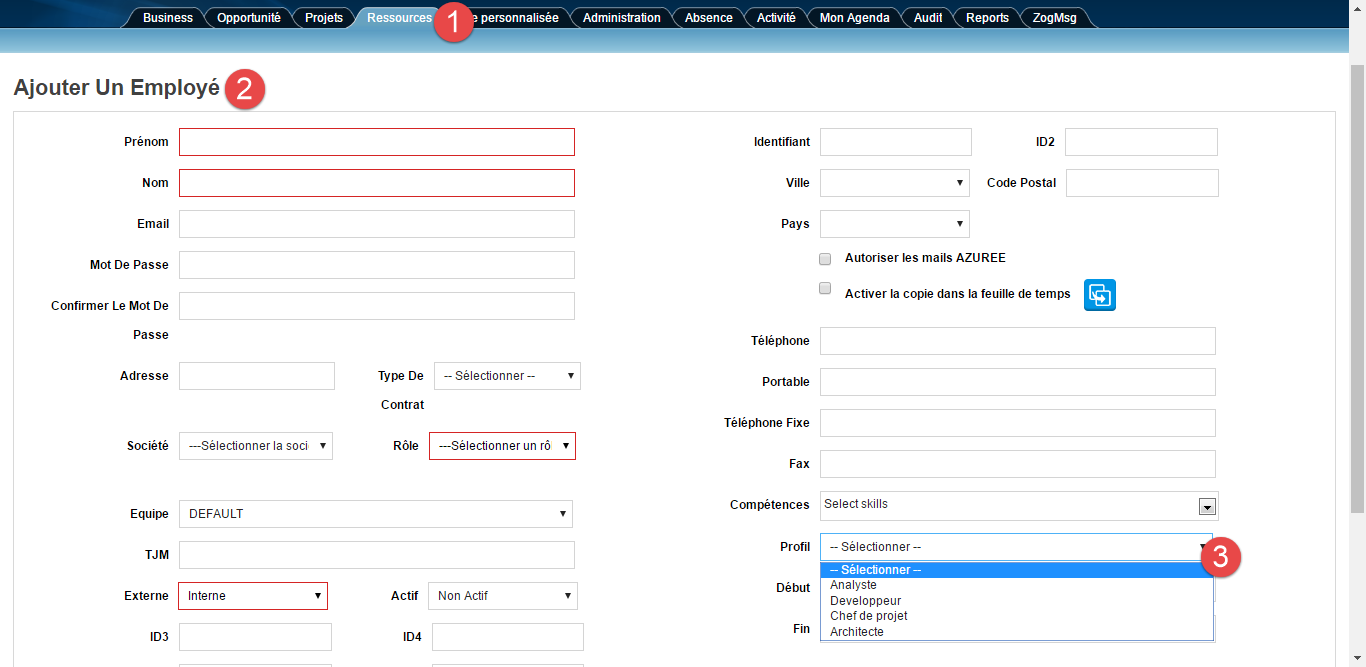 Business Opportunité Projets Ressources 1 e personnalisée Administration Absence Activité Mon Agenda Audit Reports ZogMsg
Ajouter Un Employé 2
Prénom
Nom
Email
Mot De Passe
Confirmer Le Mot De
Passe
Adresse Type De -- Sélectionner --
Contrat
Société ---Sélectionner la soci Rôle ---Sélectionner un rô
Equipe DEFAULT
TJM
Externe Interne Actif Non Actif
ID3 ID4
Identifiant ID2
Ville Code Postal
Pays
Autoriser les mails AZUREE
Activer la copie dans la feuille de temps
Téléphone
Portable
Téléphone Fixe
Fax
Compétences Select skills
Profil -- Sélectionner -- 3
-- Sélectionner --
Analyste
Début
Developpeur
Chef de projet
Fin
Architecte